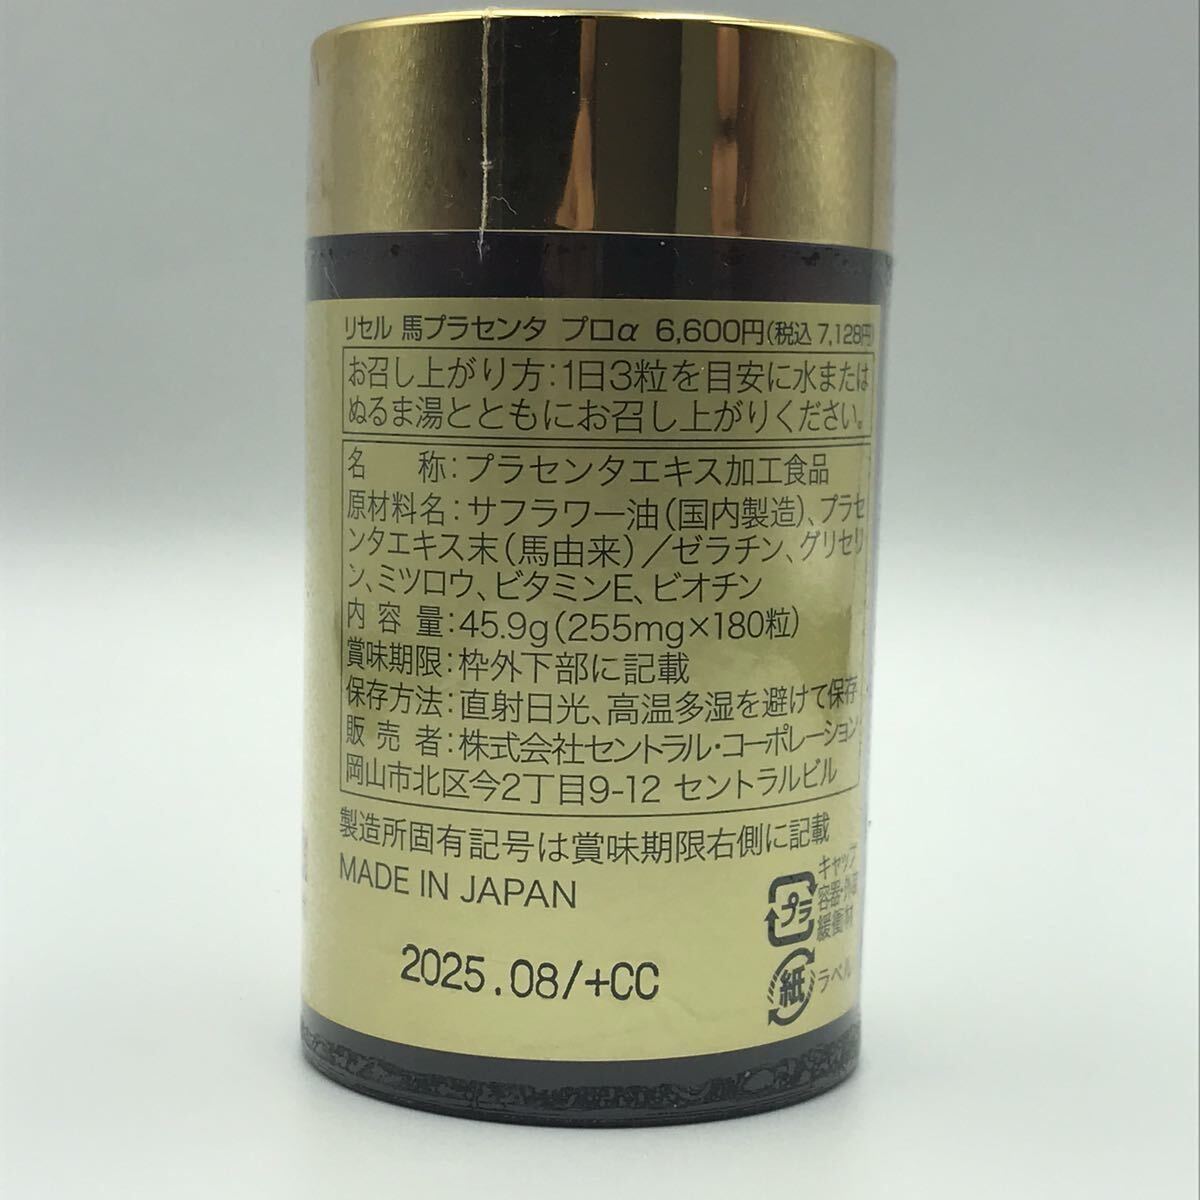 リセル 馬プラセンタ プロα 6,600円(税込 7,128円)
お召し上がり方:1日3粒を目安に水または
ぬるま湯とともにお召し上がりください。
名 称:プラセンタエキス加工食品
原材料名:サフラワー油(国内製造)、プラセ
ンタエキス末(馬由来)/ゼラチン、グリセリ
ン、ミツロウ、ビタミンE、ビオチン
内容量:45.9g(255mg×180粒)
賞味期限:枠外下部に記載
保存方法:直射日光、高温多湿を避けて保存
販売者:株式会社セントラル・コーポレーション
岡山市北区今2丁目9-12 セントラルビル
製造所固有記号は賞味期限右側に記載
MADE IN JAPAN
プラ
キャップ
容器・外蓋
緩衝材
紙
ラベル
2025.08/+CC